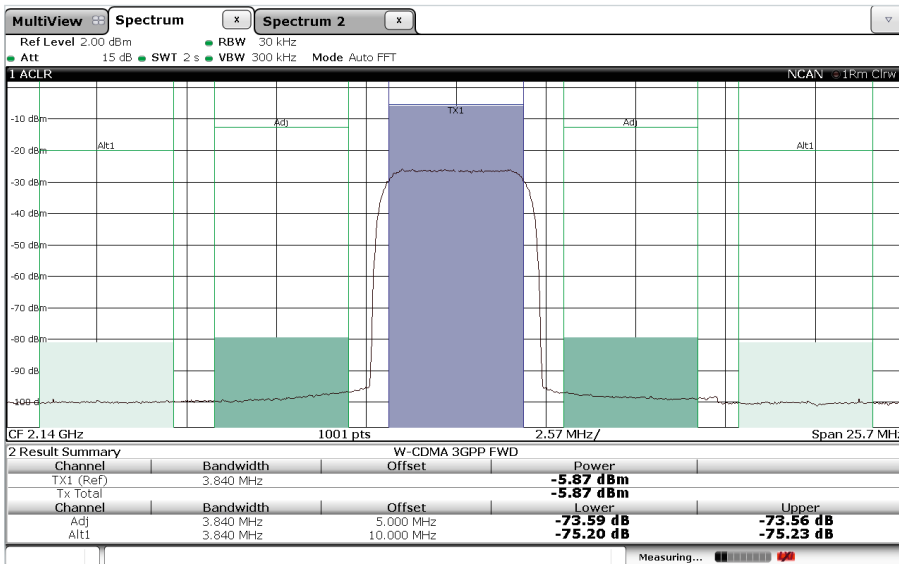 MultiView Spectrum x Spectrum 2 x
Ref Level 2.00 dBm RBW 30 kHz
Att 15 dB SWT 2 s VBW 300 kHz Mode Auto FFT
1 ACLR NCAN 1Rm Clrw
TX1
-10 dBm
Adj Adj
Alt1 Alt1
-20 dBm
-30 dBm
-40 dBm
-50 dBm
-60 dBm
-70 dBm
-80 dBm
-90 dBm
-100 d
CF 2.14 GHz 1001 pts 2.57 MHz/ Span 25.7 MHz
2 Result Summary W-CDMA 3GPP FWD
Channel Bandwidth Offset Power
TX1 (Ref) 3.840 MHz -5.87 dBm
Tx Total -5.87 dBm
Channel Bandwidth Offset Lower Upper
Adj 3.840 MHz 5.000 MHz -73.59 dB -73.56 dB
Alt1 3.840 MHz 10.000 MHz -75.20 dB -75.23 dB
Measuring...